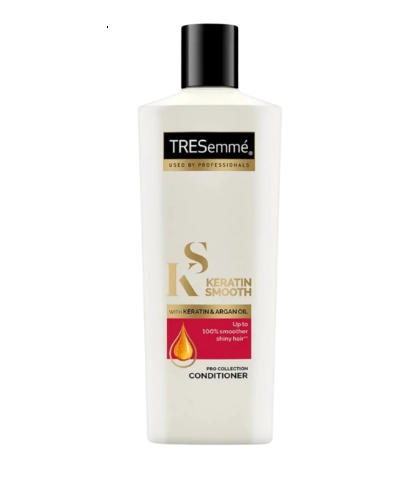 TRESemmé®
USED BY PROFESSIONALS
KS
KERATIN
SMOOTH
WITH KERATIN & ARGAN OIL
Up to
100% smoother
shiny hair**
PRO COLLECTION
CONDITIONER